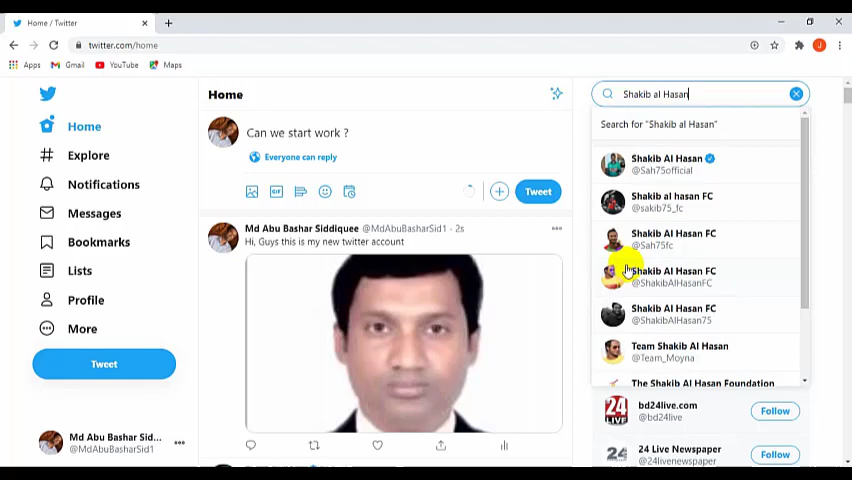 Home / Twitter
twitter.com/home
J
Apps
Gmail
YouTube
Maps
Home
Explore
Notifications
Messages
Bookmarks
Lists
Profile
More
Tweet
Md Abu Bashar Sid...
@MdAbuBasharSid1
Home
Can we start work ?
Everyone can reply
GIF
Tweet
Md Abu Bashar Siddiquee @MdAbuBasharSid1 · 2s
Hi, Guys this is my new twitter account
Shakib al Hasan
Search for "Shakib al Hasan"
Shakib Al Hasan
@Sah75official
Shakib al hasan FC
@sakib75_fc
Shakib Al Hasan FC
@Sah75fc
Shakib Al Hasan FC
@ShakibAlHasanFC
Shakib Al Hasan FC
@ShakibAlHasan75
Team Shakib Al Hasan
@Team_Moyna
The Shakib Al Hasan Foundation
24
LIVE
bd24live.com
@bd24live
Follow
24
24 Live Newspaper
@24livenewspaper
Follow